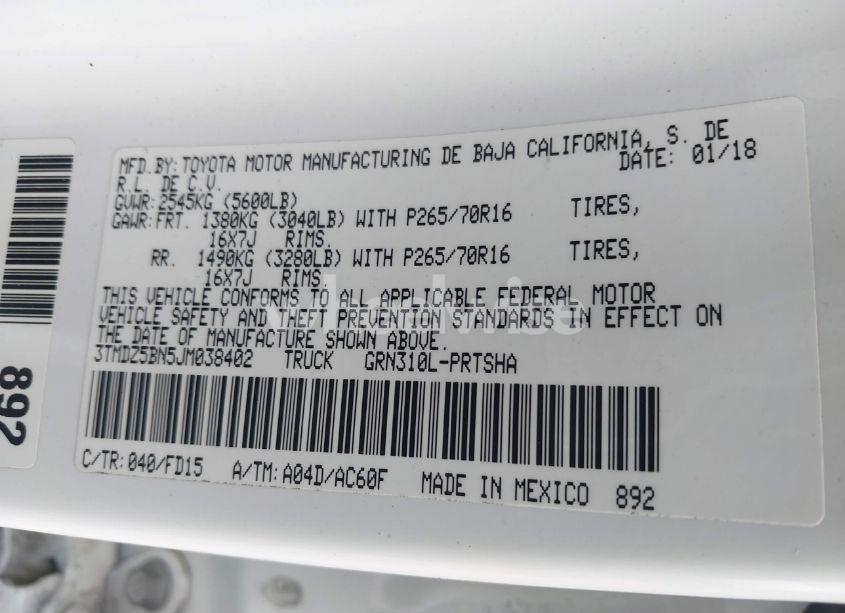 MFD.BY: TOYOTA MOTOR MANUFACTURING DE BAJA CALIFORNIA, S. DE
R.L. DE C.V. DATE: 01/18
GVWR: 2545KG (5600LB)
GAWR: FRT. 1380KG (3040LB) WITH P265/70R16 TIRES,
16X7J RIMS.
RR. 1490KG (3280LB) WITH P265/70R16 TIRES,
16X7J RIMS.
THIS VEHICLE CONFORMS TO ALL APPLICABLE FEDERAL MOTOR
VEHICLE SAFETY AND THEFT PREVENTION STANDARDS IN EFFECT ON
THE DATE OF MANUFACTURE SHOWN ABOVE.
3TMDZ5BN5JM038402 TRUCK GRN310L-PRTSHA
C/TR: 040/FD15 A/TM: A04D/AC60F MADE IN MEXICO 892
892